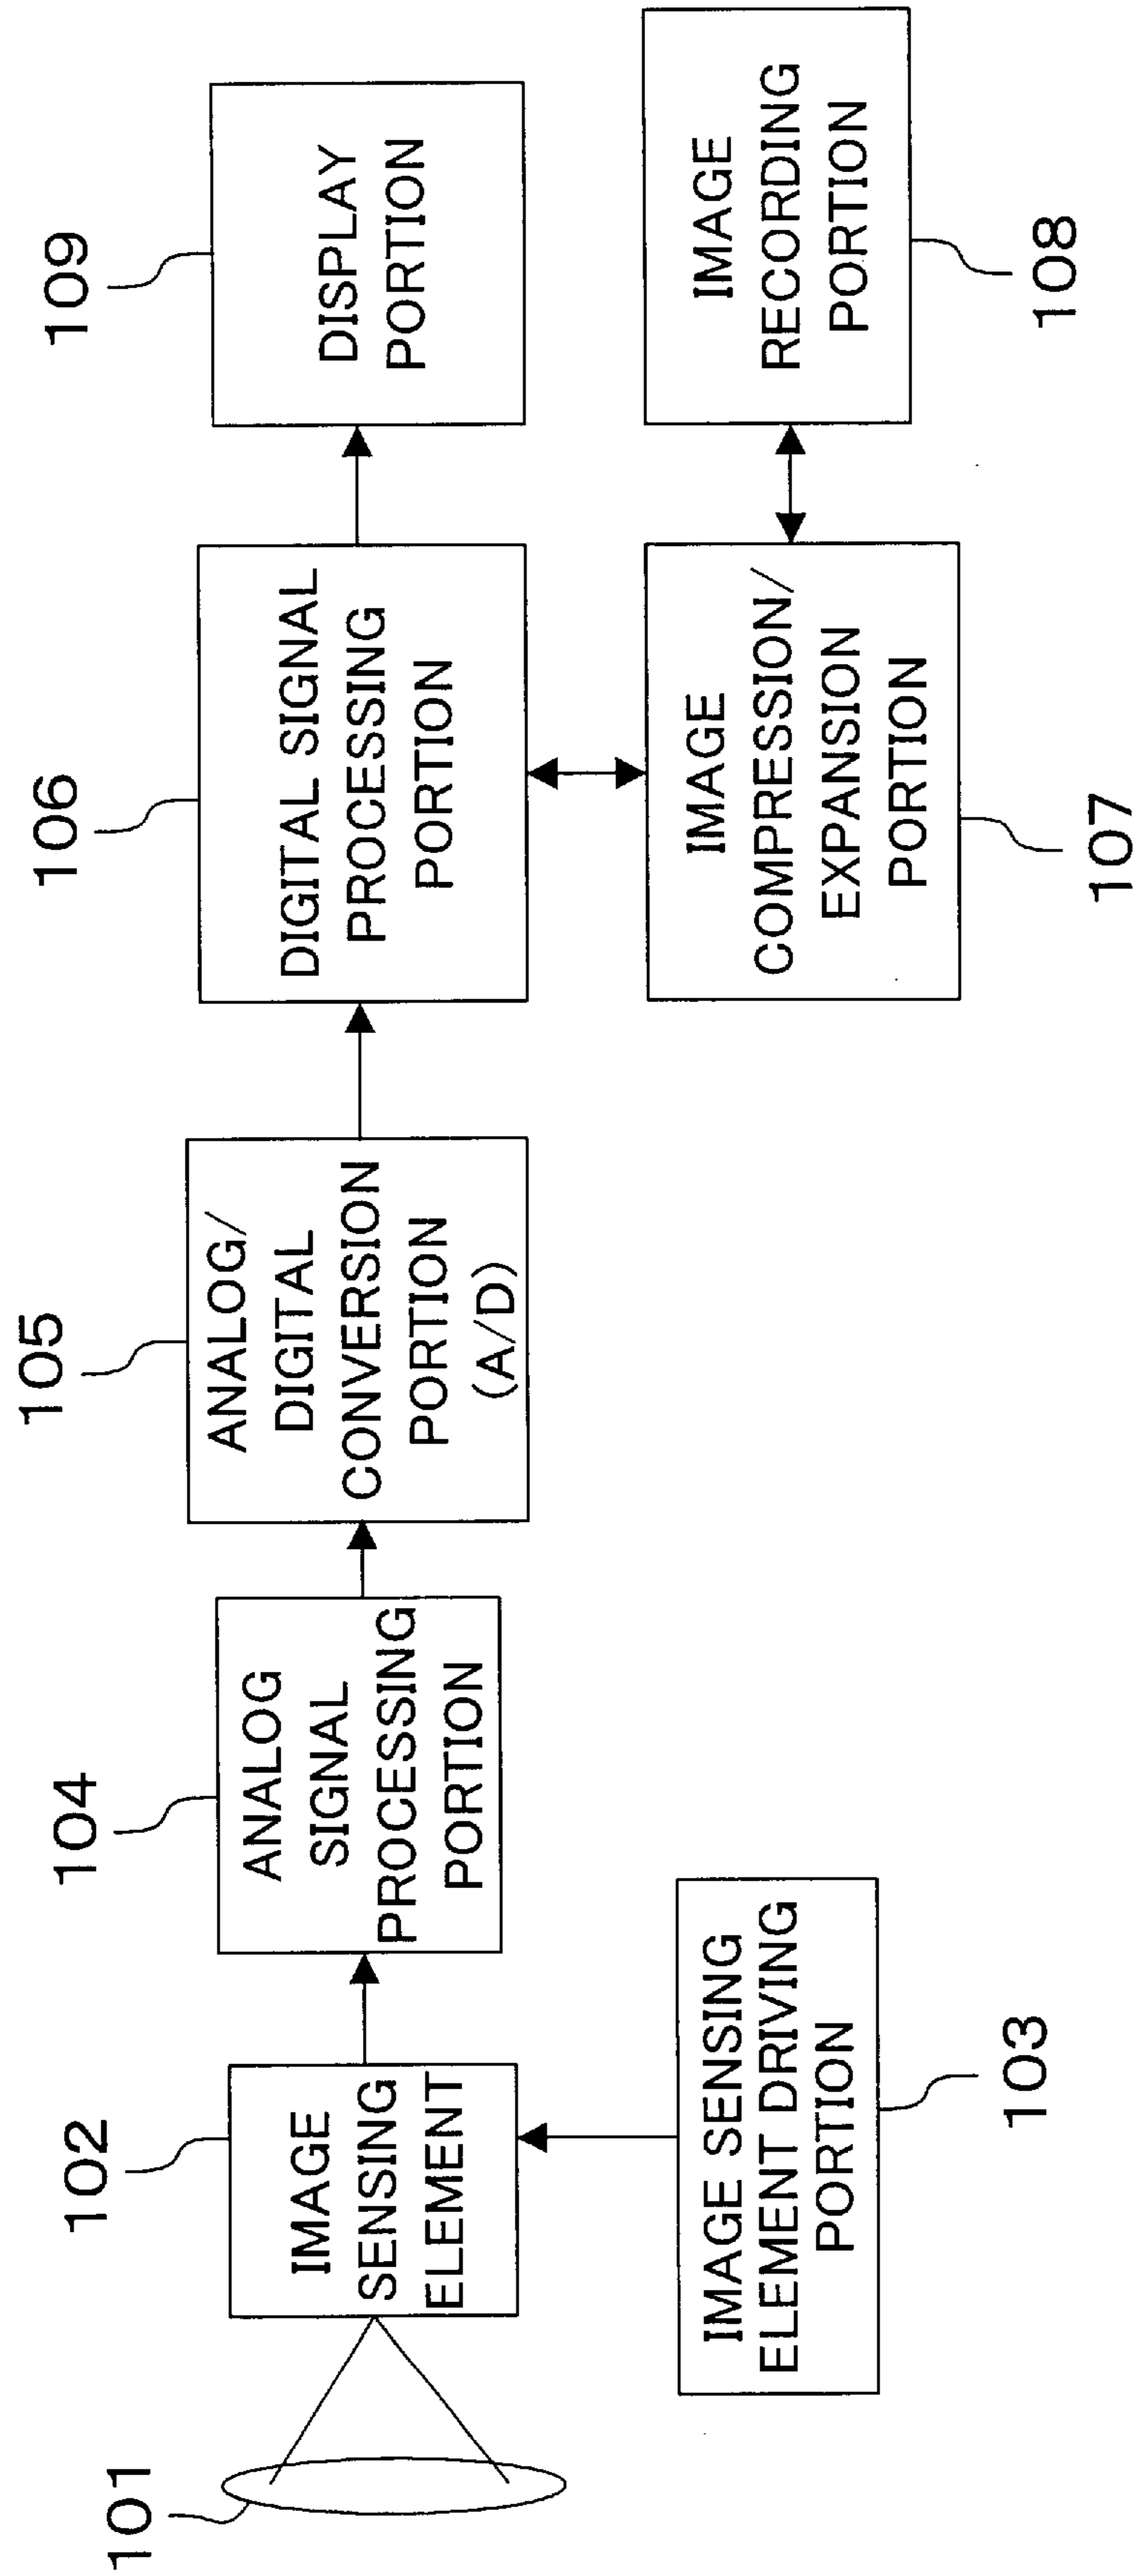 101
102
IMAGE
SENSING
ELEMENT
103
IMAGE SENSING
ELEMENT DRIVING
PORTION
104
ANALOG
SIGNAL
PROCESSING
PORTION
105
ANALOG/
DIGITAL
CONVERSION
PORTION
(A/D)
106
DIGITAL SIGNAL
PROCESSING
PORTION
107
IMAGE
COMPRESSION/
EXPANSION
PORTION
109
DISPLAY
PORTION
108
IMAGE
RECORDING
PORTION